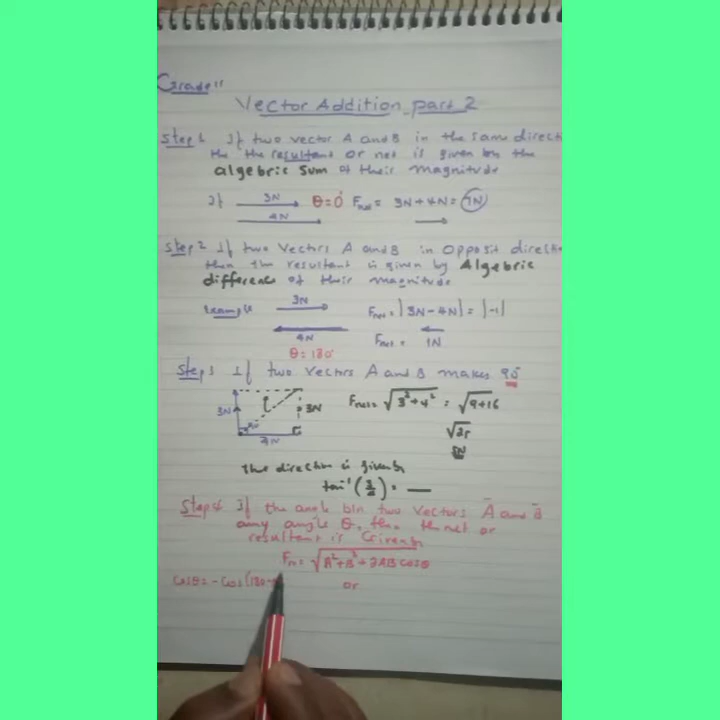 Grade 11
Vector Addition part 2
Step 1 If two vector A and B in the same directi
the the resultant or net is given by the
algebric sum of their magnitude
3N θ=0° Fnet = 3N+4N= 7N
4N
Step 2 If two vectors A and B in opposit directi
then the resultant is given by Algebric
difference of their magnitude
Example 3N Fnet = |3N-4N| = |-1|
4N Fnet = 1N
θ = 180°
Step 3 If two vectors A and B makes 90°
3N 3N Fnet = √3²+4² = √9+16
4N √25
5N
the direction is given by
tan⁻¹(3/4) =
Step 4 If the angle btn two vectors A and B
any angle θ, then the net or
resultant is Given by
Fn = √A²+B²+2AB cosθ
cosθ = -cos(180- or